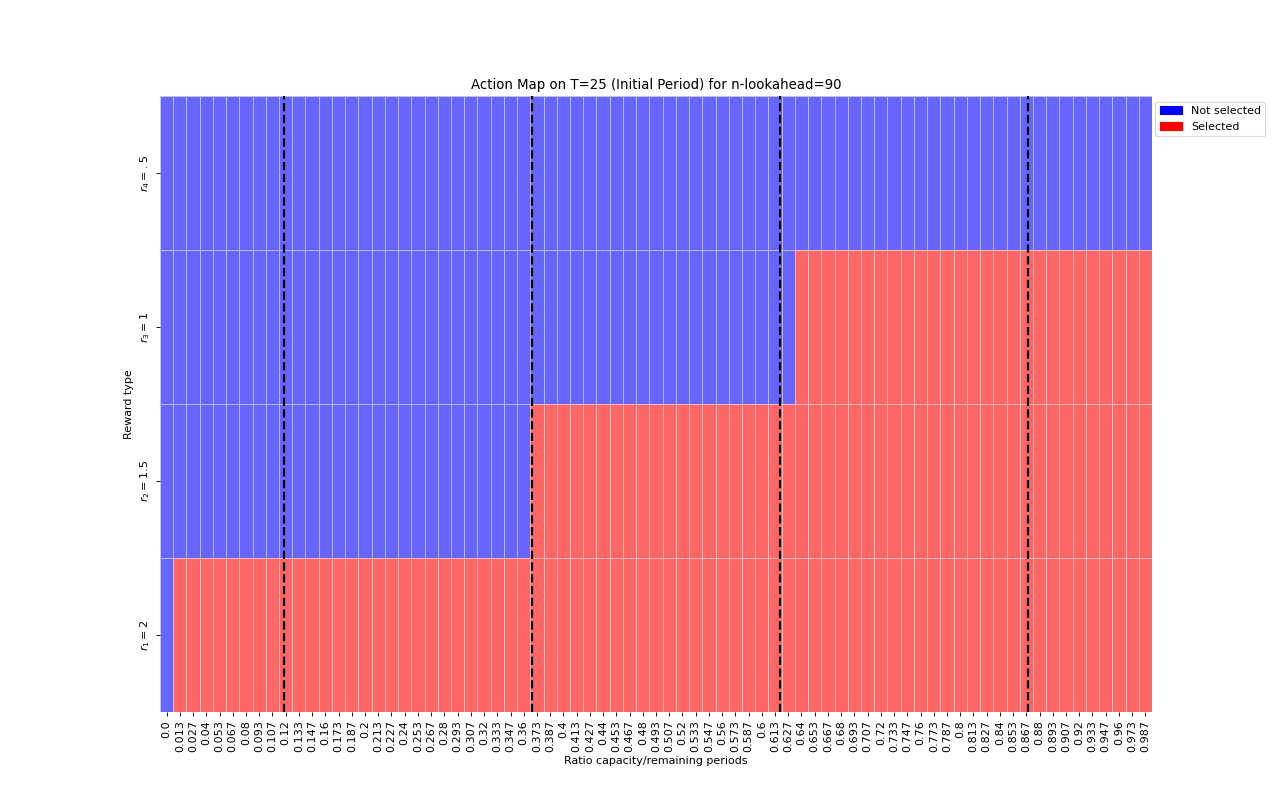 Action Map on T=25 (Initial Period) for n-lookahead=90
Not selected
Selected
r₄ = .5
r₃ = 1
r₂ = 1.5
r₁ = 2
Reward type
0.0 0.013 0.027 0.04 0.053 0.067 0.08 0.093 0.107 0.12 0.133 0.147 0.16 0.173 0.187 0.2 0.213 0.227 0.24 0.253 0.267 0.28 0.293 0.307 0.32 0.333 0.347 0.36 0.373 0.387 0.4 0.413 0.427 0.44 0.453 0.467 0.48 0.493 0.507 0.52 0.533 0.547 0.56 0.573 0.587 0.6 0.613 0.627 0.64 0.653 0.667 0.68 0.693 0.707 0.72 0.733 0.747 0.76 0.773 0.787 0.8 0.813 0.827 0.84 0.853 0.867 0.88 0.893 0.907 0.92 0.933 0.947 0.96 0.973 0.987
Ratio capacity/remaining periods